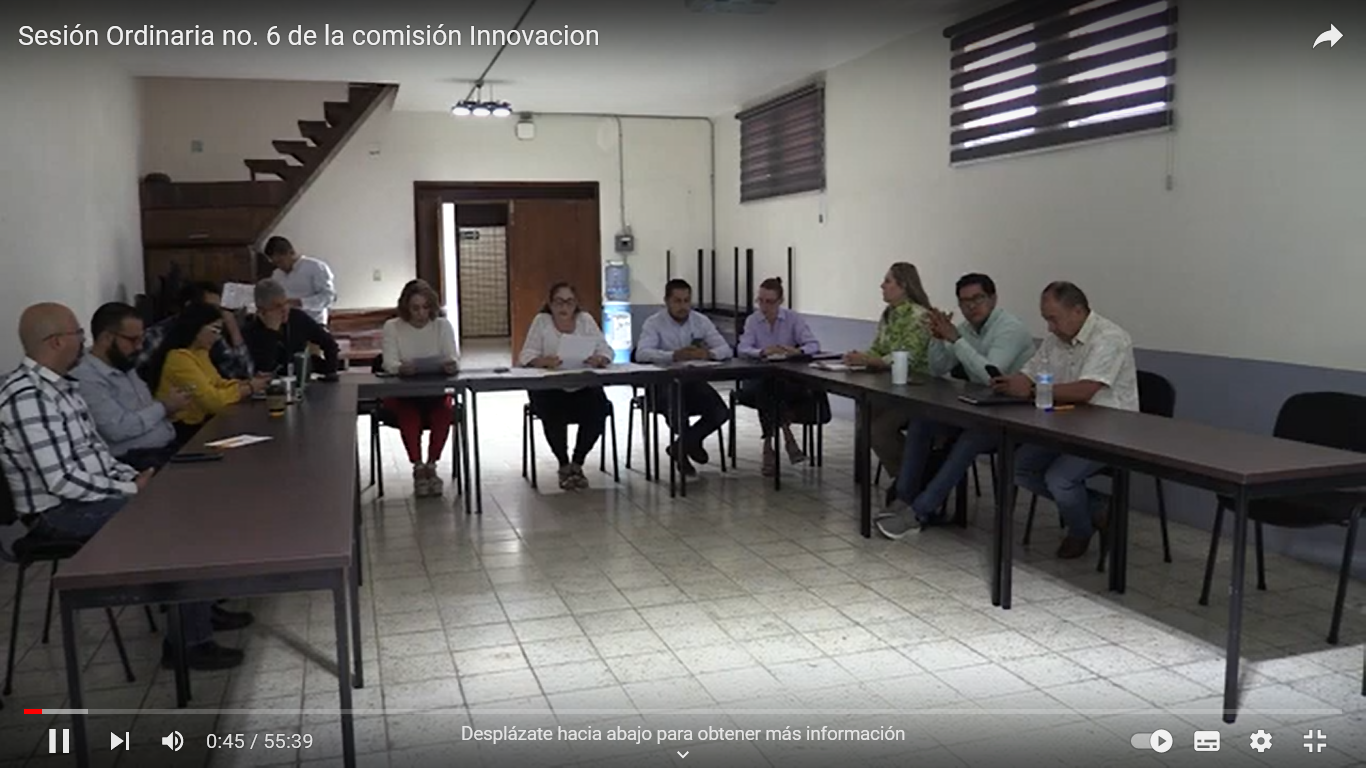 Sesión Ordinaria no. 6 de la comisión Innovacion
0:45 / 55:39
Desplázate hacia abajo para obtener más información